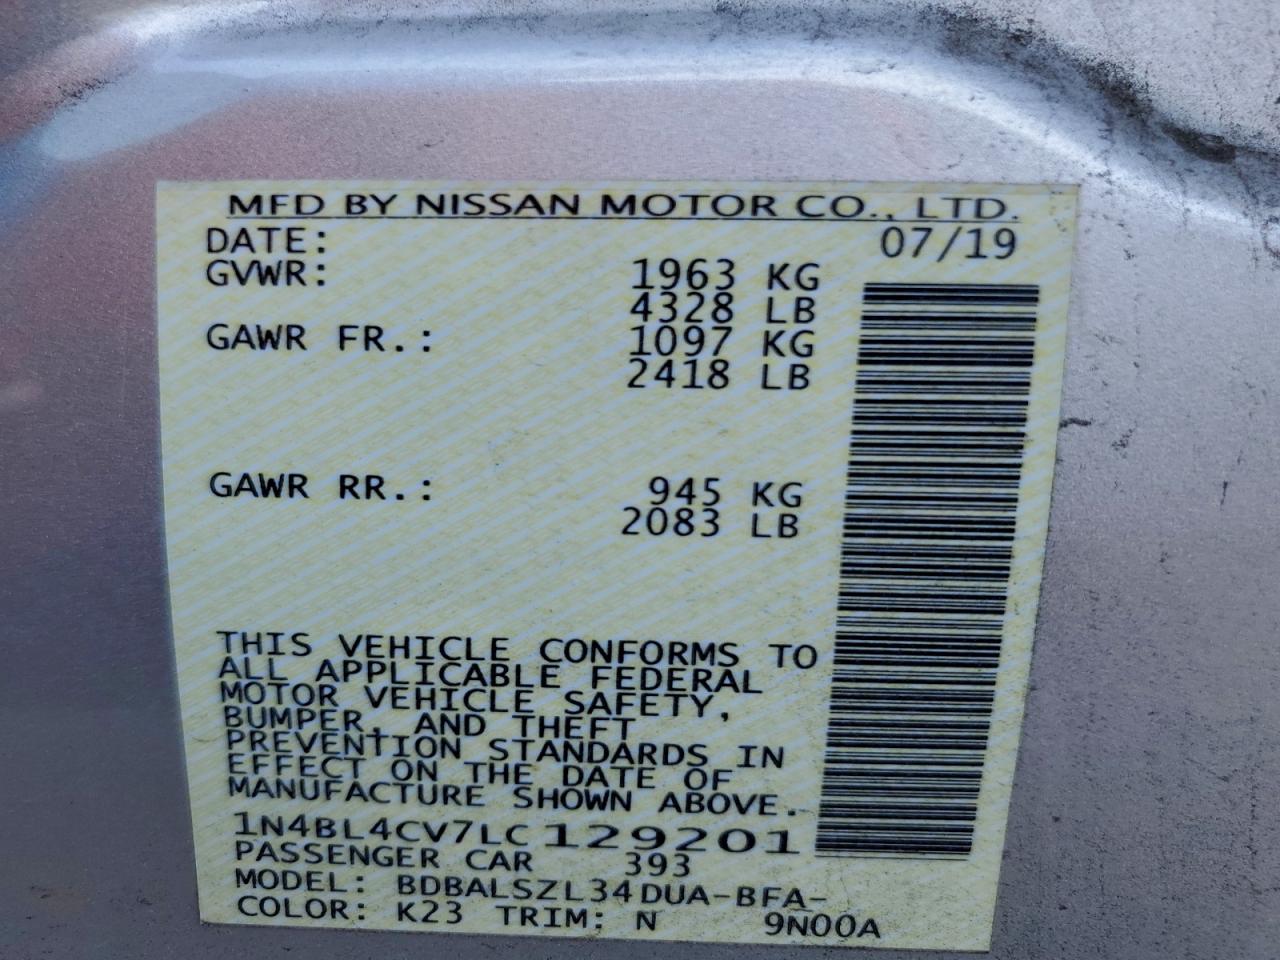 MFD BY NISSAN MOTOR CO., LTD.
DATE: 07/19
GVWR: 1963 KG
4328 LB
GAWR FR.: 1097 KG
2418 LB
GAWR RR.: 945 KG
2083 LB
THIS VEHICLE CONFORMS TO
ALL APPLICABLE FEDERAL
MOTOR VEHICLE SAFETY,
BUMPER, AND THEFT
PREVENTION STANDARDS IN
EFFECT ON THE DATE OF
MANUFACTURE SHOWN ABOVE.
1N4BL4CV7LC129201
PASSENGER CAR 393
MODEL: BDBALSZL34DUA-BFA-
COLOR: K23 TRIM: N 9N00A